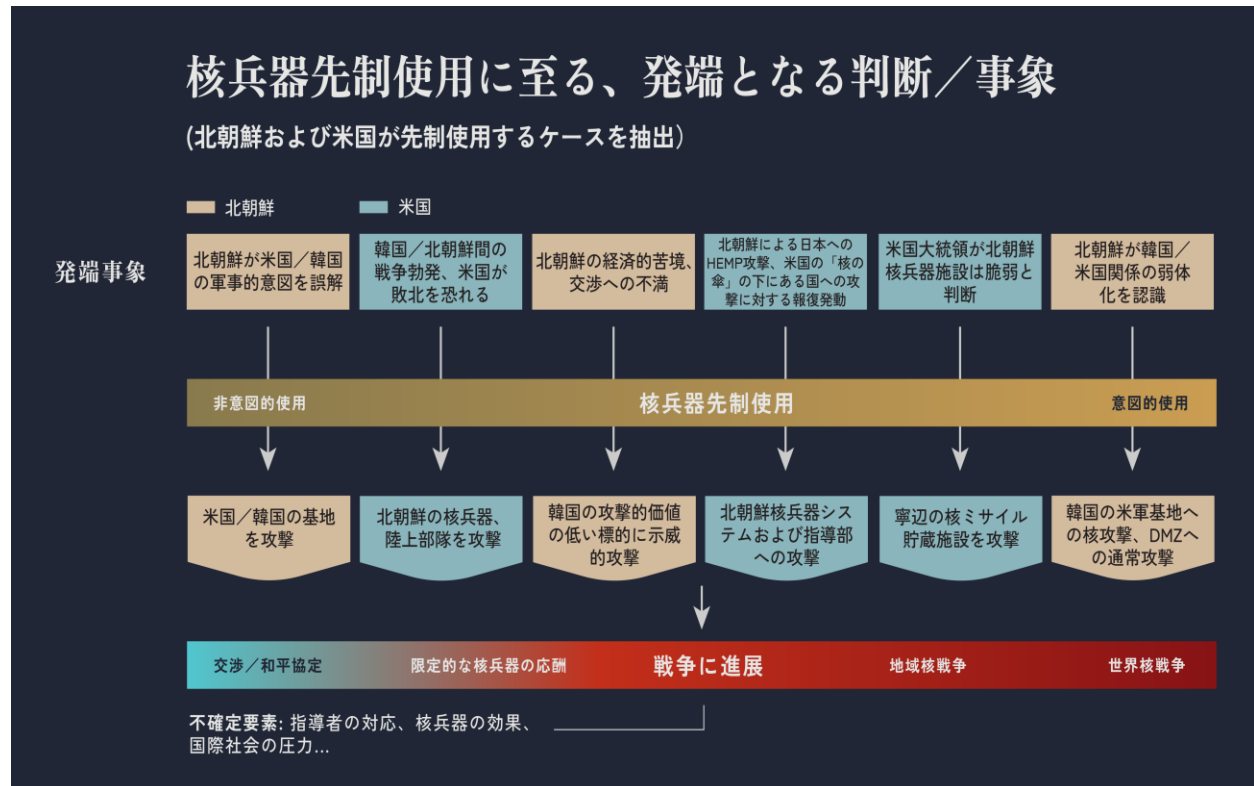 核兵器先制使用に至る、発端となる判断／事象
(北朝鮮および米国が先制使用するケースを抽出)
北朝鮮
米国
発端事象
北朝鮮が米国／韓国
の軍事的意図を誤解
韓国／北朝鮮間の
戦争勃発、米国が
敗北を恐れる
北朝鮮の経済的苦境、
交渉への不満
北朝鮮による日本への
HEMP攻撃、米国の「核の
傘」の下にある国への攻
撃に対する報復発動
米国大統領が北朝鮮
核兵器施設は脆弱と
判断
北朝鮮が韓国／
米国関係の弱体
化を認識
非意図的使用
核兵器先制使用
意図的使用
米国／韓国の基地
を攻撃
北朝鮮の核兵器、
陸上部隊を攻撃
韓国の攻撃的価値
の低い標的に示威
的攻撃
北朝鮮核兵器シス
テムおよび指導部
への攻撃
寧辺の核ミサイル
貯蔵施設を攻撃
韓国の米軍基地へ
の核攻撃、DMZへ
の通常攻撃
交渉／和平協定
限定的な核兵器の応酬
戦争に進展
地域核戦争
世界核戦争
不確定要素: 指導者の対応、核兵器の効果、
国際社会の圧力...